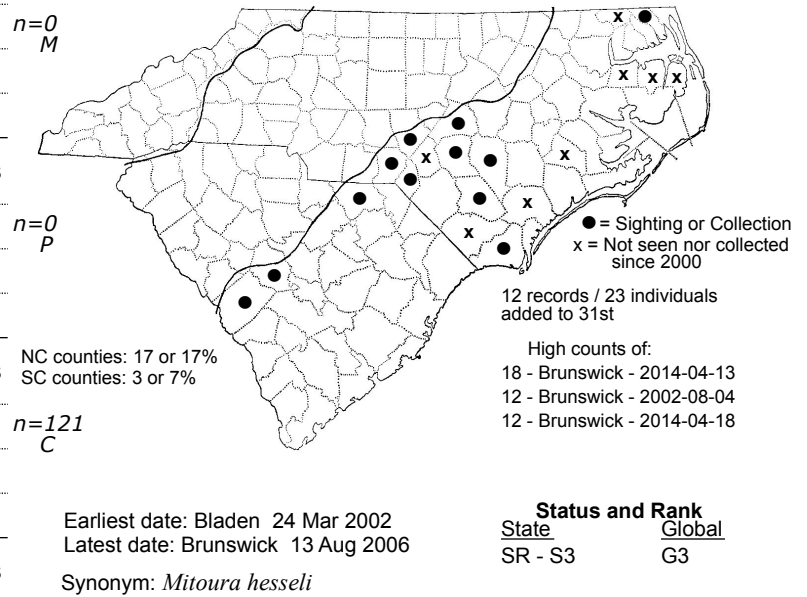 n=0
M
n=0
P
n=121
C
● = Sighting or Collection
x = Not seen nor collected
since 2000
12 records / 23 individuals
added to 31st
High counts of:
18 - Brunswick - 2014-04-13
12 - Brunswick - 2002-08-04
12 - Brunswick - 2014-04-18
NC counties: 17 or 17%
SC counties: 3 or 7%
Earliest date: Bladen 24 Mar 2002
Latest date: Brunswick 13 Aug 2006
Synonym: Mitoura hesseli
Status and Rank
State Global
SR - S3 G3